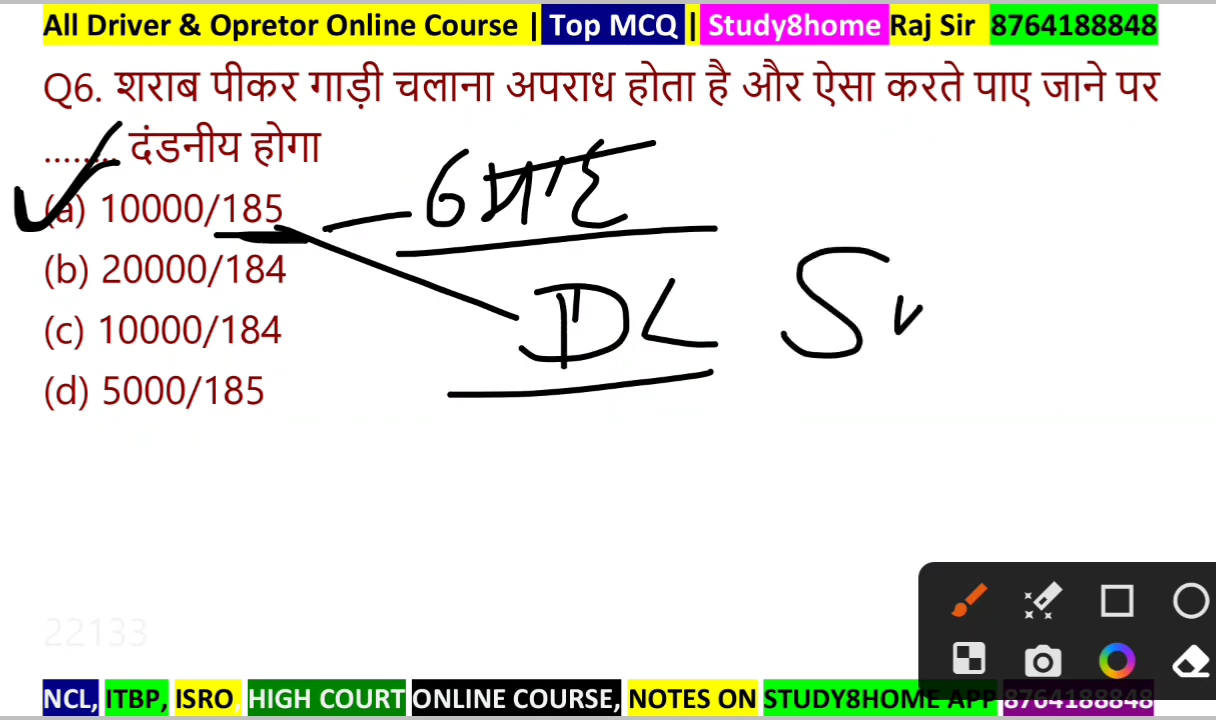 All Driver & Opretor Online Course | Top MCQ | Study8home Raj Sir 8764188848
Q6. शराब पीकर गाड़ी चलाना अपराध होता है और ऐसा करते पाए जाने पर
........ दंडनीय होगा
(a) 10000/185
6 माह
(b) 20000/184
DL S
(c) 10000/184
(d) 5000/185
22133
NCL, ITBP, ISRO, HIGH COURT ONLINE COURSE, NOTES ON STUDY8HOME APP 8764188848